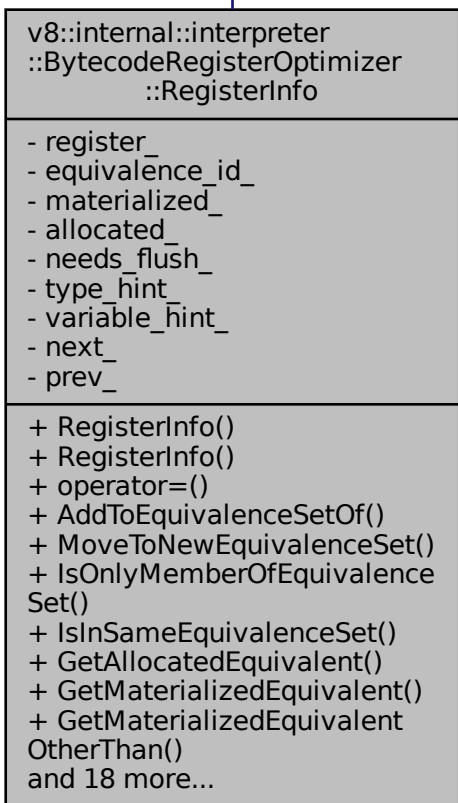 v8::internal::interpreter
::BytecodeRegisterOptimizer
::RegisterInfo
- register_
- equivalence_id_
- materialized_
- allocated_
- needs_flush_
- type_hint_
- variable_hint_
- next_
- prev_
+ RegisterInfo()
+ RegisterInfo()
+ operator=()
+ AddToEquivalenceSetOf()
+ MoveToNewEquivalenceSet()
+ IsOnlyMemberOfEquivalence
Set()
+ IsInSameEquivalenceSet()
+ GetAllocatedEquivalent()
+ GetMaterializedEquivalent()
+ GetMaterializedEquivalent
OtherThan()
and 18 more...